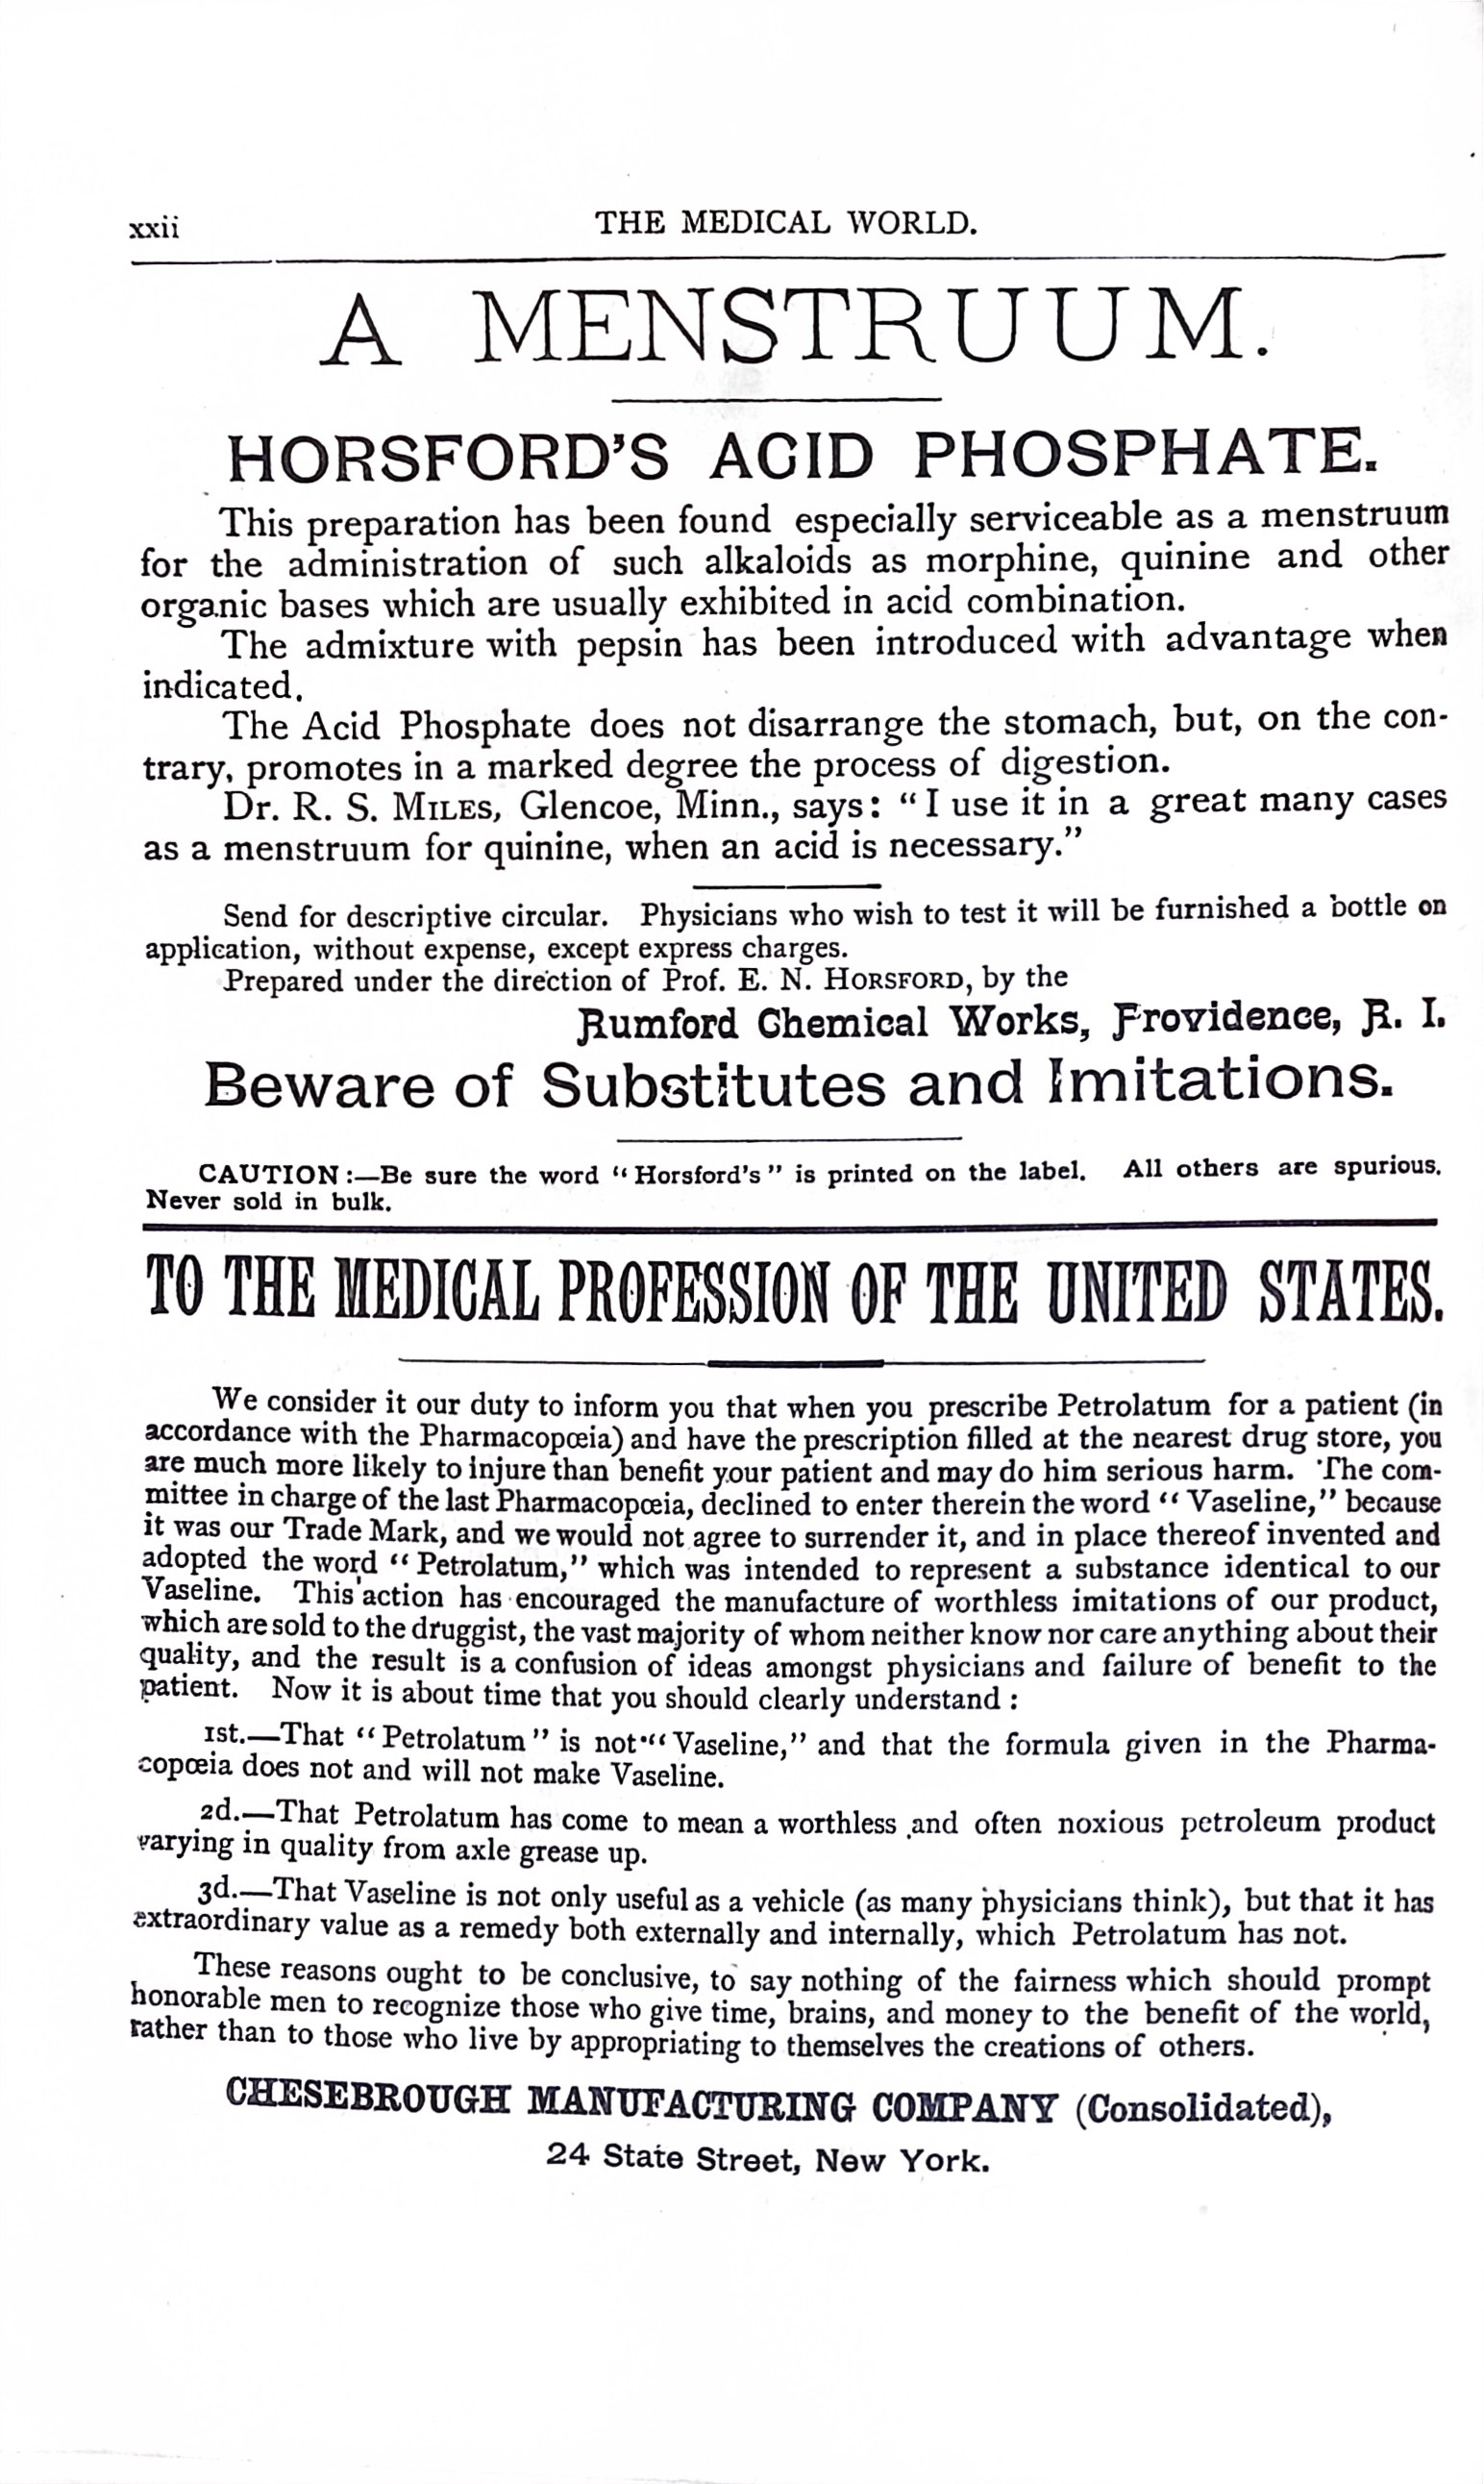 xxii
THE MEDICAL WORLD.
A MENSTRUUM.
HORSFORD'S ACID PHOSPHATE.
This preparation has been found especially serviceable as a menstruum
for the administration of such alkaloids as morphine, quinine and other
organic bases which are usually exhibited in acid combination.
The admixture with pepsin has been introduced with advantage when
indicated.
The Acid Phosphate does not disarrange the stomach, but, on the con-
trary, promotes in a marked degree the process of digestion.
Dr. R. S. MILES, Glencoe, Minn., says: "I use it in a great many cases
as a menstruum for quinine, when an acid is necessary."
Send for descriptive circular. Physicians who wish to test it will be furnished a bottle on
application, without expense, except express charges.
Prepared under the direction of Prof. E. N. HORSFORD, by the
Rumford Chemical Works, Providence, R. I.
Beware of Substitutes and Imitations.
CAUTION:—Be sure the word "Horsford's" is printed on the label. All others are spurious.
Never sold in bulk.
TO THE MEDICAL PROFESSION OF THE UNITED STATES.
We consider it our duty to inform you that when you prescribe Petrolatum for a patient (in
accordance with the Pharmacopœia) and have the prescription filled at the nearest drug store, you
are much more likely to injure than benefit your patient and may do him serious harm. The com-
mittee in charge of the last Pharmacopœia, declined to enter therein the word "Vaseline," because
it was our Trade Mark, and we would not agree to surrender it, and in place thereof invented and
adopted the word "Petrolatum," which was intended to represent a substance identical to our
Vaseline. This action has encouraged the manufacture of worthless imitations of our product,
which are sold to the druggist, the vast majority of whom neither know nor care anything about their
quality, and the result is a confusion of ideas amongst physicians and failure of benefit to the
patient. Now it is about time that you should clearly understand:
1st.—That "Petrolatum" is not "Vaseline," and that the formula given in the Pharma-
copœia does not and will not make Vaseline.
2d.—That Petrolatum has come to mean a worthless and often noxious petroleum product
varying in quality from axle grease up.
3d.—That Vaseline is not only useful as a vehicle (as many physicians think), but that it has
extraordinary value as a remedy both externally and internally, which Petrolatum has not.
These reasons ought to be conclusive, to say nothing of the fairness which should prompt
honorable men to recognize those who give time, brains, and money to the benefit of the world,
rather than to those who live by appropriating to themselves the creations of others.
CHESEBROUGH MANUFACTURING COMPANY (Consolidated),
24 State Street, New York.